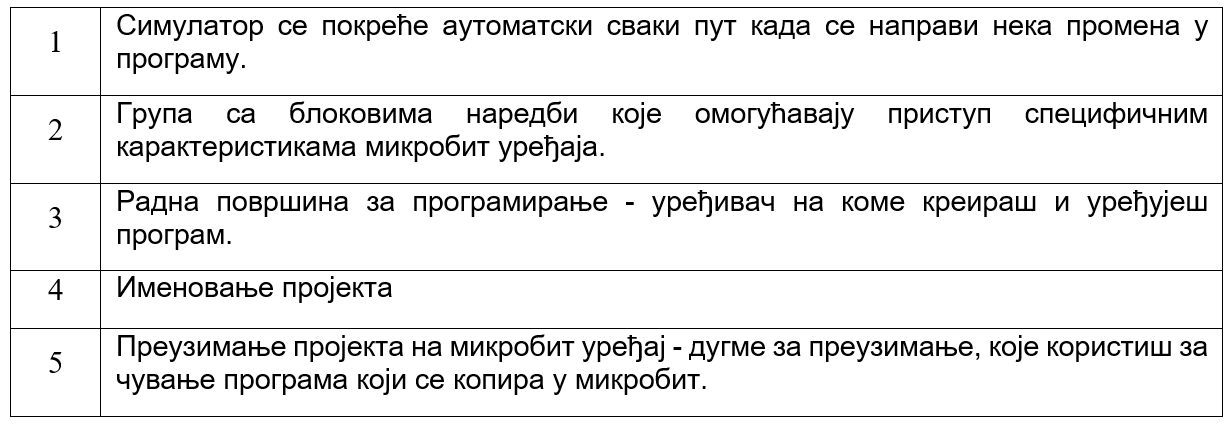 1
Симулатор се покреће аутоматски сваки пут када се направи нека промена у
програму.
2
Група са блоковима наредби које омогућавају приступ специфичним
карактеристикама микробит уређаја.
3
Радна површина за програмирање - уређивач на коме креираш и уређујеш
програм.
4
Именовање пројекта
5
Преузимање пројекта на микробит уређај - дугме за преузимање, које користиш за
чување програма који се копира у микробит.